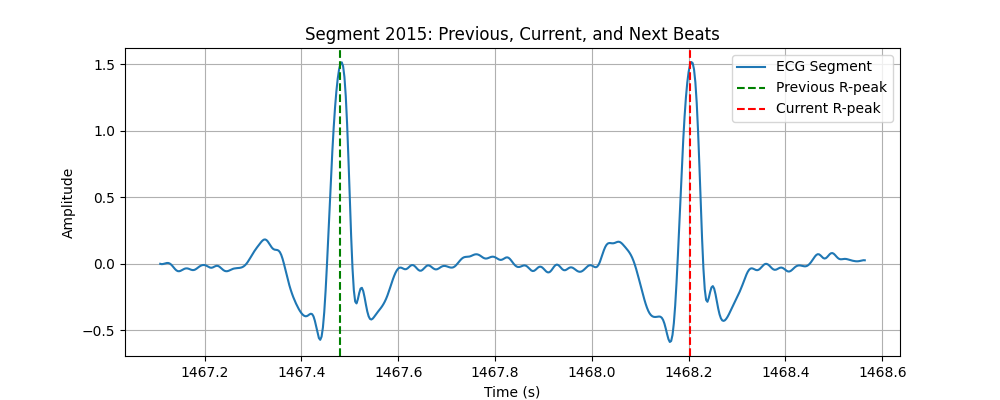 Segment 2015: Previous, Current, and Next Beats
ECG Segment
Previous R-peak
Current R-peak
Amplitude
1.5
1.0
0.5
0.0
−0.5
1467.2 1467.4 1467.6 1467.8 1468.0 1468.2 1468.4 1468.6
Time (s)